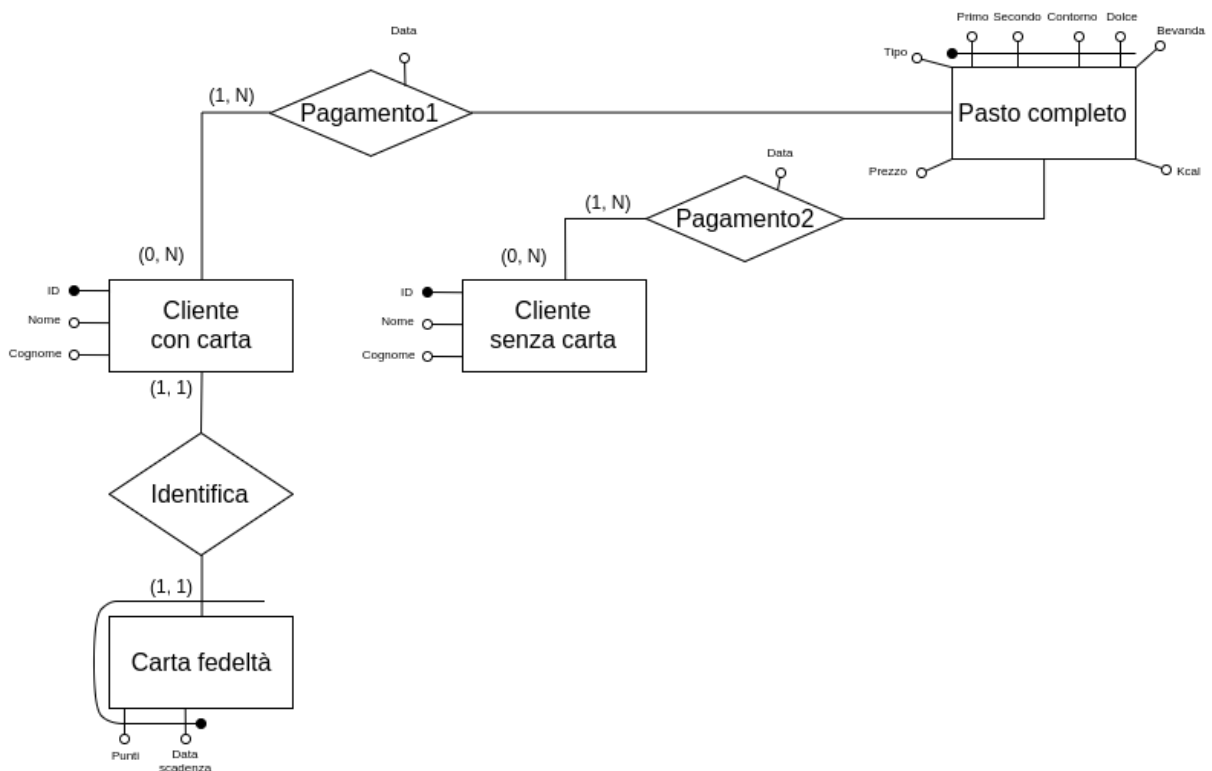 Primo Secondo Contorno Dolce
Data
Bevanda
Tipo
(1, N)
Pagamento1
Pasto completo
Data
Prezzo
Kcal
(1, N)
Pagamento2
(0, N)
(0, N)
ID
Nome
Cognome
Cliente
con carta
ID
Nome
Cognome
Cliente
senza carta
(1, 1)
Identifica
(1, 1)
Carta fedeltà
Punti
Data
scadenza